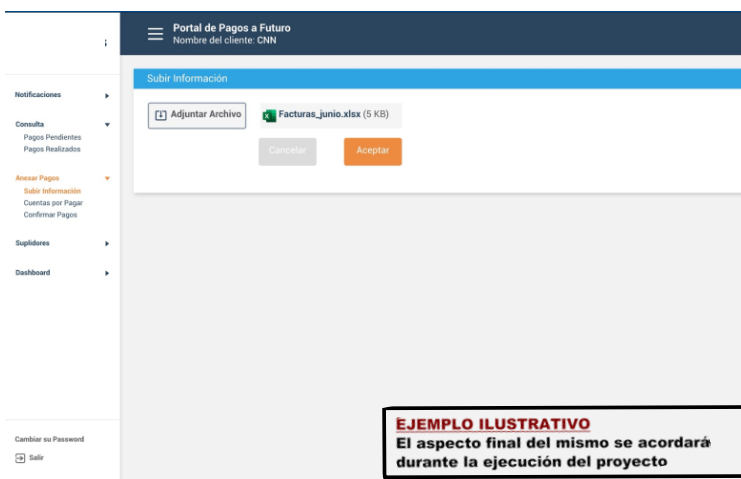 Portal de Pagos a Futuro
Nombre del cliente: CNN
Subir Información
Notificaciones
Consulta
Pagos Pendientes
Pagos Realizados
Anexar Pagos
Subir Información
Cuentas por Pagar
Confirmar Pagos
Suplidores
Dashboard
Cambiar su Password
Salir
Adjuntar Archivo
Facturas_junio.xlsx (5 KB)
Cancelar
Aceptar
EJEMPLO ILUSTRATIVO
El aspecto final del mismo se acordará
durante la ejecución del proyecto